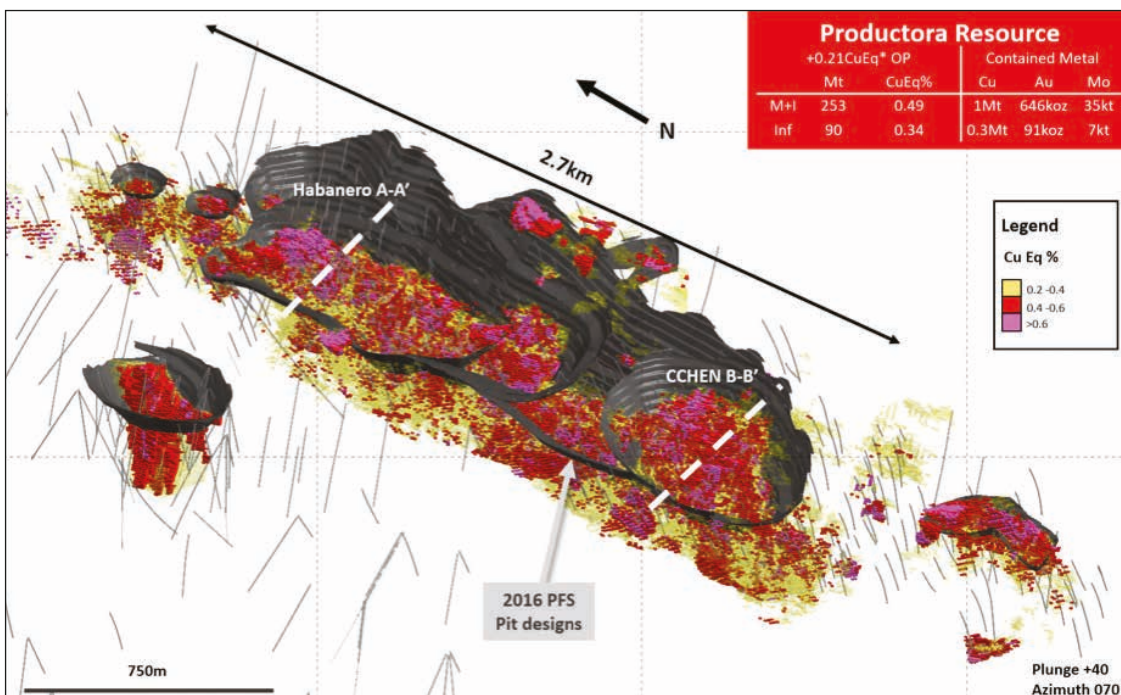 Productora Resource
+0.21CuEq* OP Contained Metal
Mt CuEq% Cu Au Mo
M+I 253 0.49 1Mt 646koz 35kt
Inf 90 0.34 0.3Mt 91koz 7kt
N
2.7km
Habanero A-A’
Legend
Cu Eq %
0.2 -0.4
0.4 -0.6
>0.6
CCHEN B-B’
2016 PFS
Pit designs
750m
Plunge +40
Azimuth 070